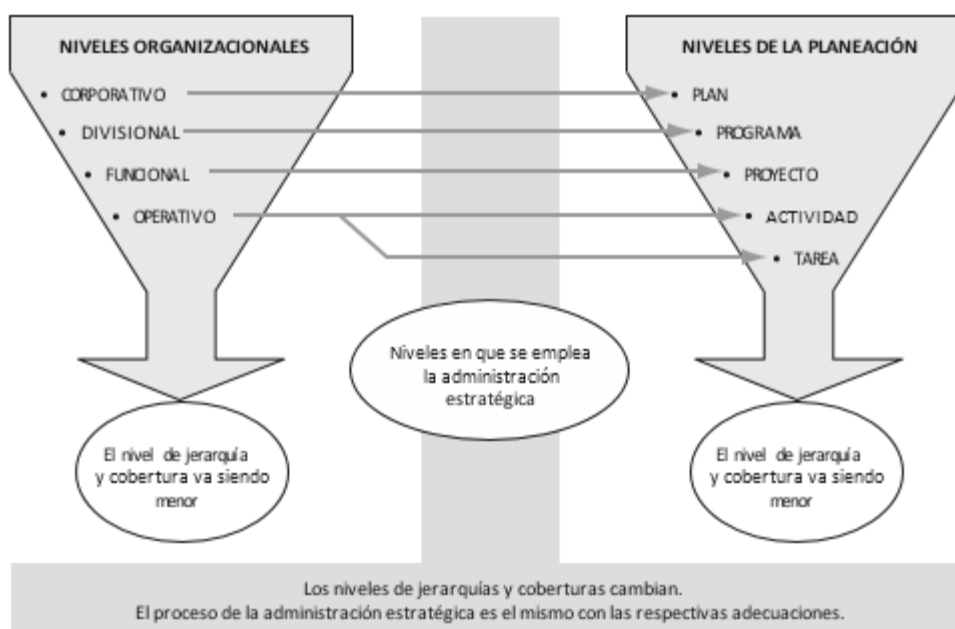 NIVELES ORGANIZACIONALES
• CORPORATIVO
• DIVISIONAL
• FUNCIONAL
• OPERATIVO
NIVELES DE LA PLANEACIÓN
• PLAN
• PROGRAMA
• PROYECTO
• ACTIVIDAD
• TAREA
Niveles en que se emplea
la administración
estratégica
El nivel de jerarquía
y cobertura va siendo
menor
El nivel de jerarquía
y cobertura va siendo
menor
Los niveles de jerarquías y coberturas cambian.
El proceso de la administración estratégica es el mismo con las respectivas adecuaciones.